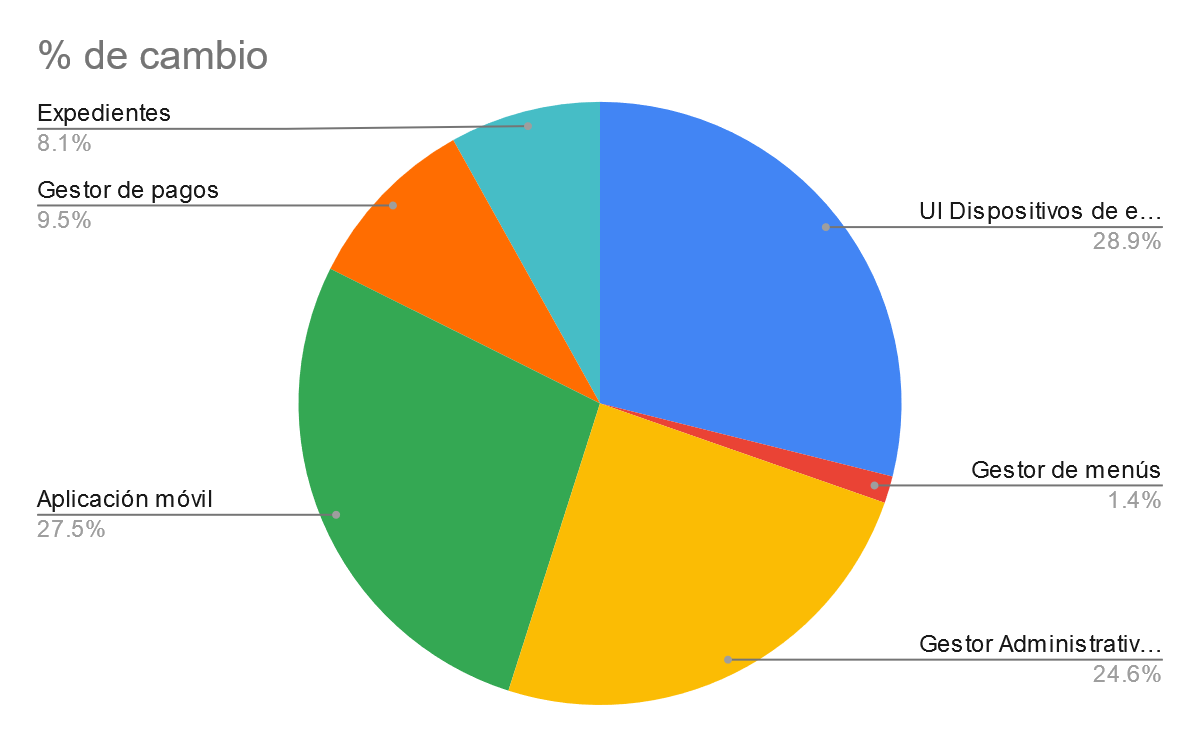 % de cambio
Expedientes
8.1%
Gestor de pagos
9.5%
Aplicación móvil
27.5%
UI Dispositivos de e…
28.9%
Gestor de menús
1.4%
Gestor Administrativ…
24.6%